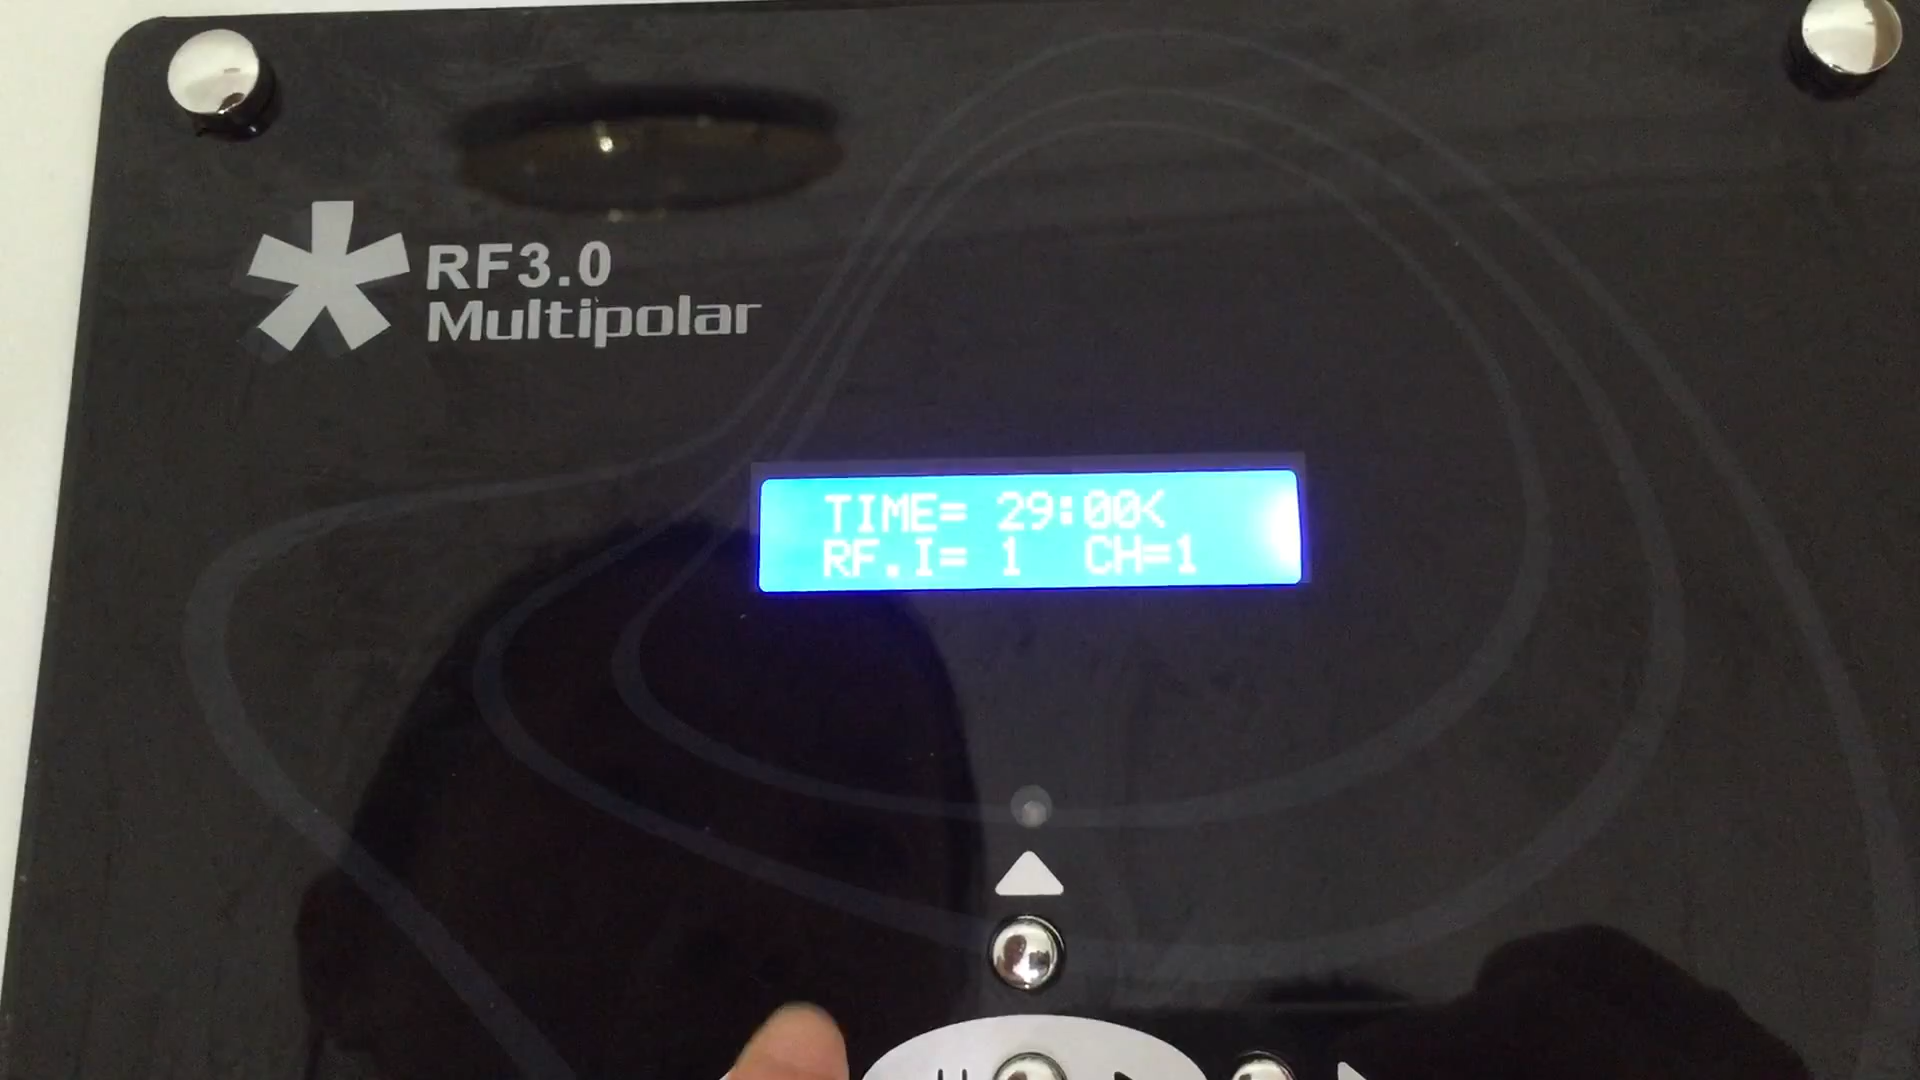 RF3.0
Multipolar
TIME= 29:00<
RF.I= 1 CH=1